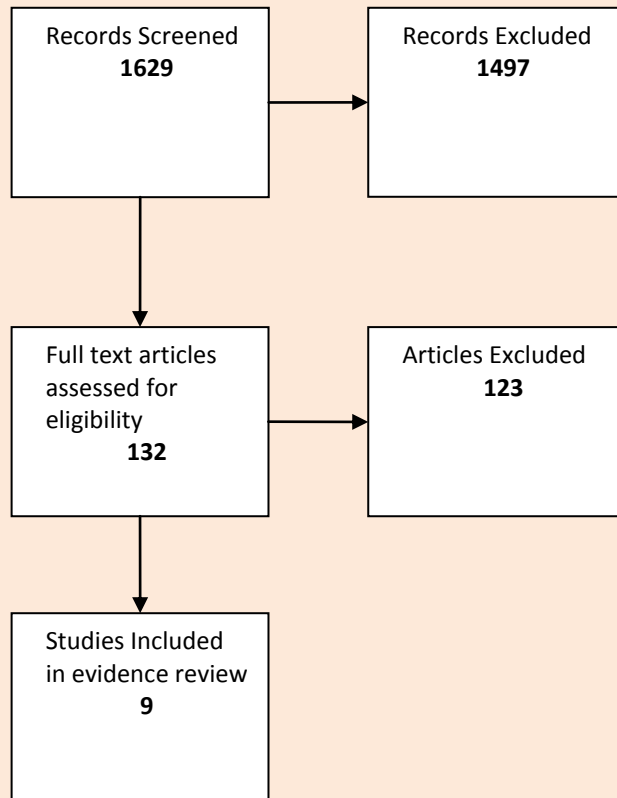 Records Screened
1629
Records Excluded
1497
Full text articles
assessed for
eligibility
132
Articles Excluded
123
Studies Included
in evidence review
9